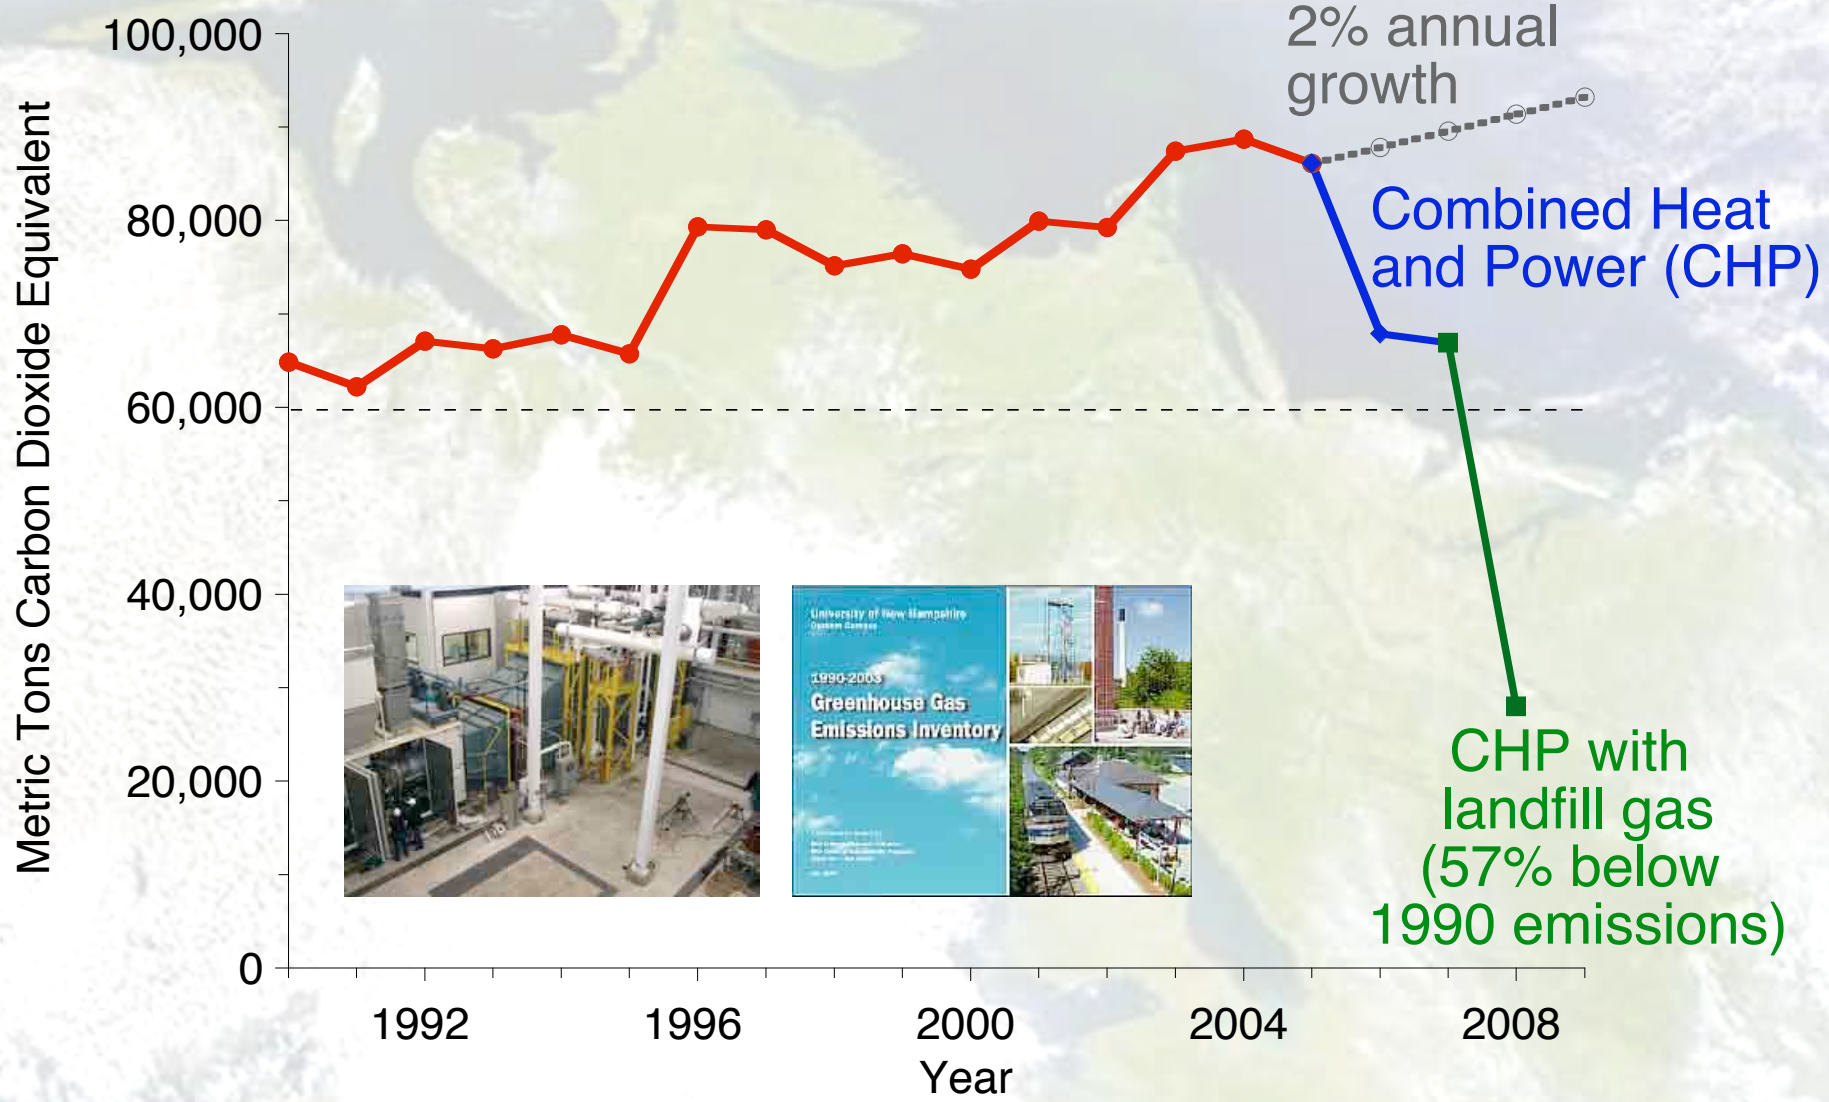 100,000
80,000
60,000
40,000
20,000
0
Metric Tons Carbon Dioxide Equivalent
2% annual
growth
Combined Heat
and Power (CHP)
CHP with
landfill gas
(57% below
1990 emissions)
University of New Hampshire
Durham Campus
1990-2003
Greenhouse Gas
Emissions Inventory
1992
1996
2000
2004
2008
Year